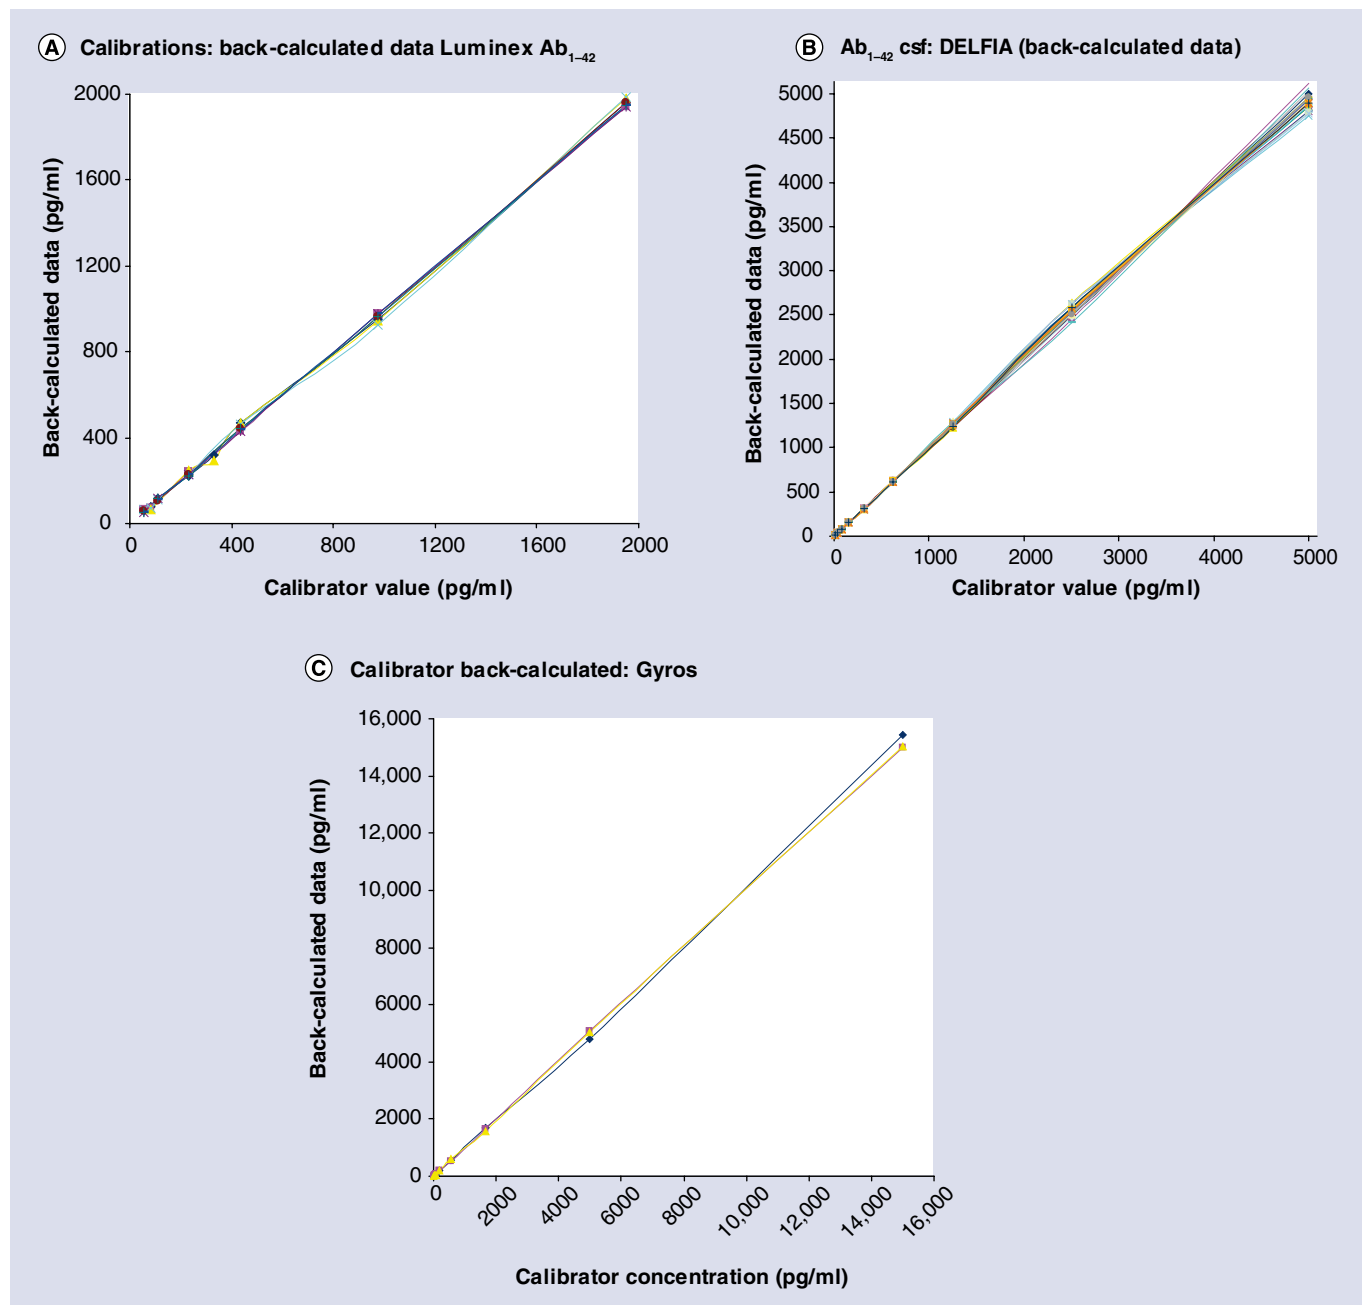 A Calibrations: back-calculated data Luminex Ab1–42
2000
1600
1200
800
400
0
0 400 800 1200 1600 2000
Back-calculated data (pg/ml)
Calibrator value (pg/ml)
B Ab1–42 csf: DELFIA (back-calculated data)
5000
4500
4000
3500
3000
2500
2000
1500
1000
500
0
0 1000 2000 3000 4000 5000
Back-calculated data (pg/ml)
Calibrator value (pg/ml)
C Calibrator back-calculated: Gyros
16,000
14,000
12,000
10,000
8000
6000
4000
2000
0
0 2000 4000 6000 8000 10,000 12,000 14,000 16,000
Back-calculated data (pg/ml)
Calibrator concentration (pg/ml)